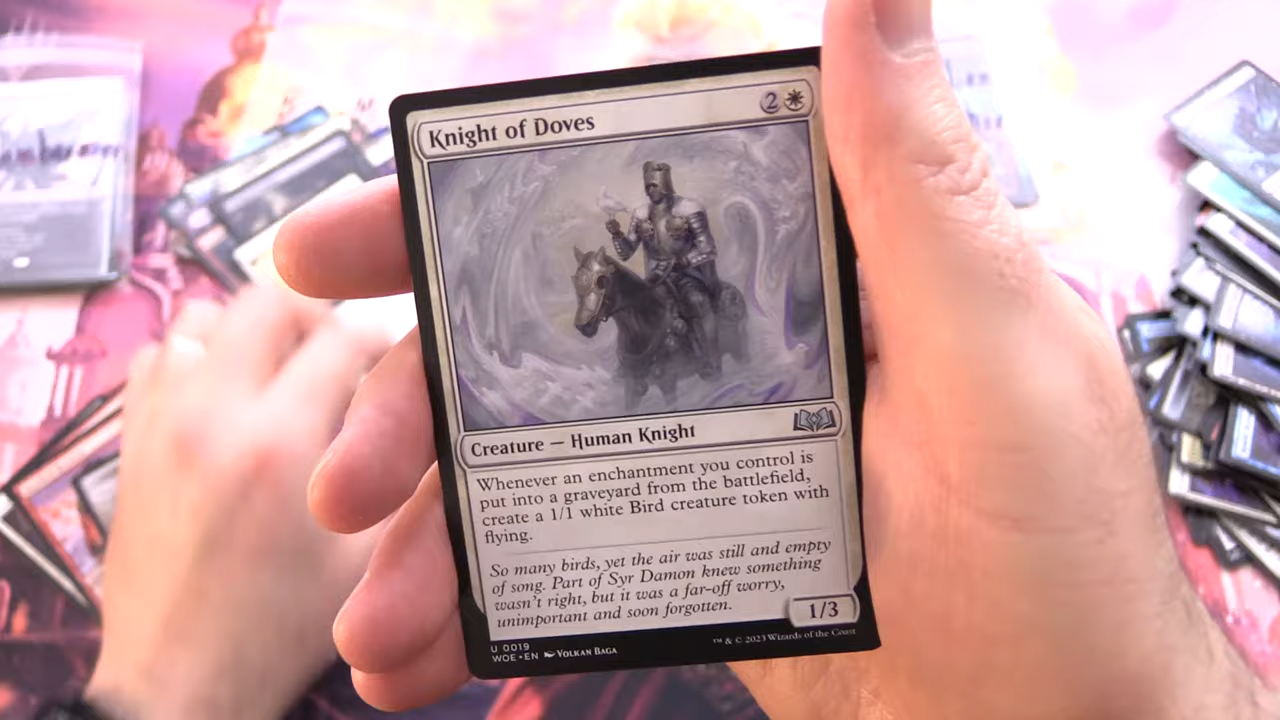 Knight of Doves
2
Creature — Human Knight
Whenever an enchantment you control is
put into a graveyard from the battlefield,
create a 1/1 white Bird creature token with
flying.
So many birds, yet the air was still and empty
of song. Part of Syr Damon knew something
wasn't right, but it was a far-off worry,
unimportant and soon forgotten.
1/3
U 0019
WOE • EN VOLKAN BAGA
™ & © 2023 Wizards of the Coast